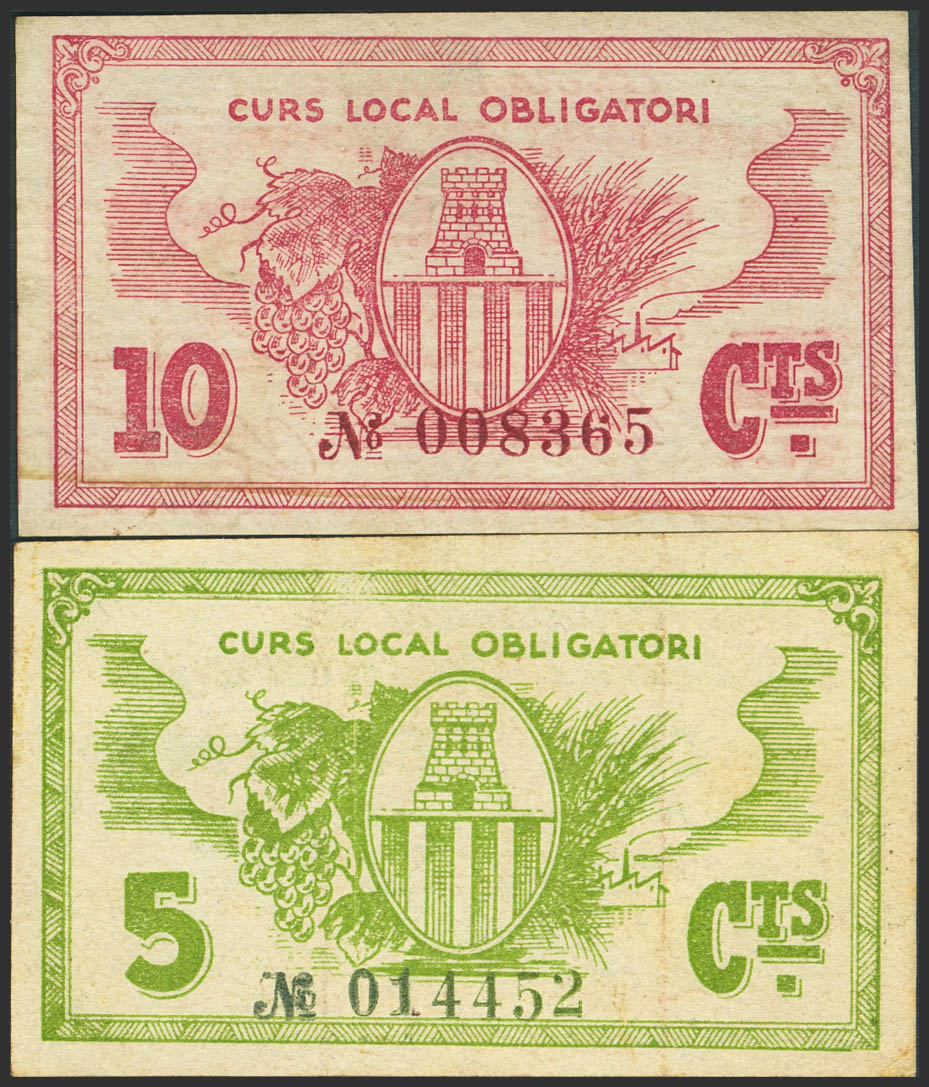 CURS LOCAL OBLIGATORI
10 CTS.
No 008365
CURS LOCAL OBLIGATORI
5 CTS.
No 014452